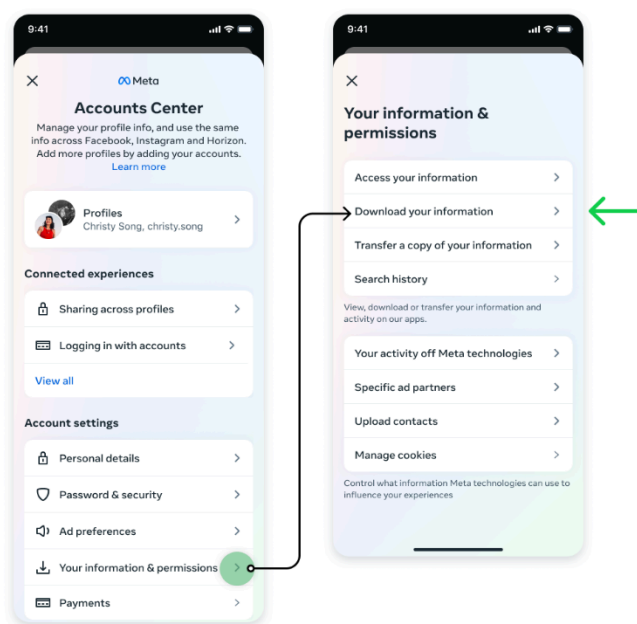 9:41
Meta
Accounts Center
Manage your profile info, and use the same
info across Facebook, Instagram and Horizon.
Add more profiles by adding your accounts.
Learn more
Profiles
Christy Song, christy.song
Connected experiences
Sharing across profiles
Logging in with accounts
View all
Account settings
Personal details
Password & security
Ad preferences
Your information & permissions
Payments
9:41
Your information &
permissions
Access your information
Download your information
Transfer a copy of your information
Search history
View, download or transfer your information and
activity on our apps.
Your activity off Meta technologies
Specific ad partners
Upload contacts
Manage cookies
Control what information Meta technologies can use to
influence your experiences